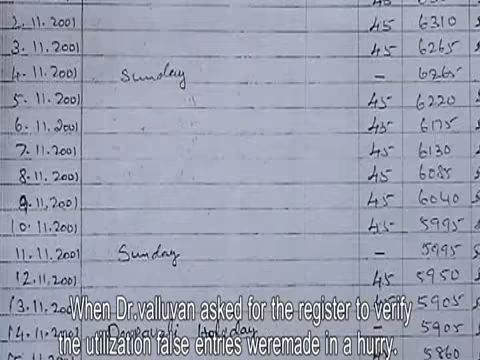 45
2.11.2001 45 6310
3.11.2001 45 6265
4.11.2001 Sunday – 6265
5.11.2001 45 6220
6.11.2001 45 6175
7.11.2001 45 6130
8.11.2001 45 6085
9.11.2001 45 6040
10.11.2001 45 5995
11.11.2001 Sunday – 5995
12.11.2001 45 5950
13.11.2001 45 5905
14.11.2001 Deepavali Holiday – 5905
5860
When Dr.valluvan asked for the register to verify
the utilization false entries weremade in a hurry.